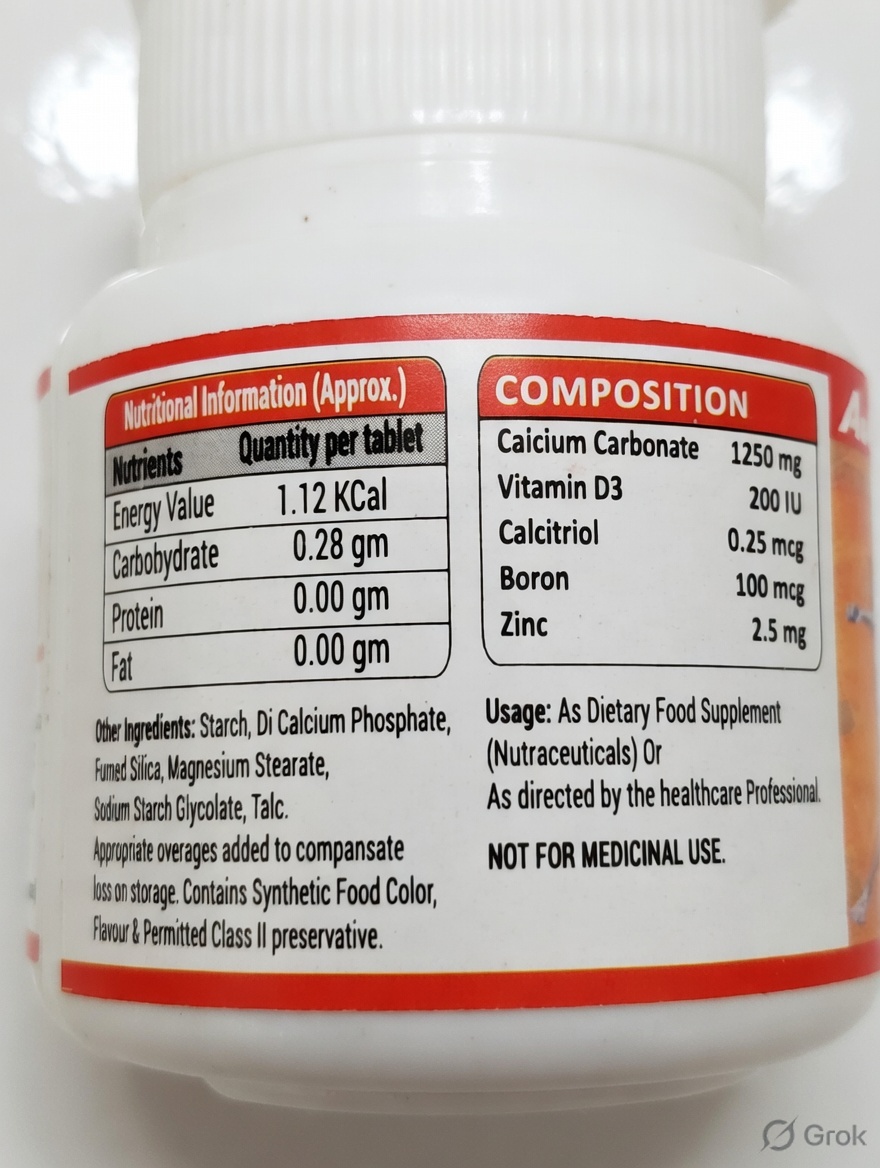 Nutritional Information (Approx.)
Nutrients Quantity per tablet
Energy Value 1.12 KCal
Carbohydrate 0.28 gm
Protein 0.00 gm
Fat 0.00 gm
Other Ingredients: Starch, Di Calcium Phosphate,
Fumed Silica, Magnesium Stearate,
Sodium Starch Glycolate, Talc.
Appropriate overages added to compansate
loss on storage. Contains Synthetic Food Color,
Flavour & Permitted Class II preservative.
COMPOSITION
Caicium Carbonate 1250 mg
Vitamin D3 200 IU
Calcitriol 0.25 mcg
Boron 100 mcg
Zinc 2.5 mg
Usage: As Dietary Food Supplement
(Nutraceuticals) Or
As directed by the healthcare Professional.
NOT FOR MEDICINAL USE.
Grok